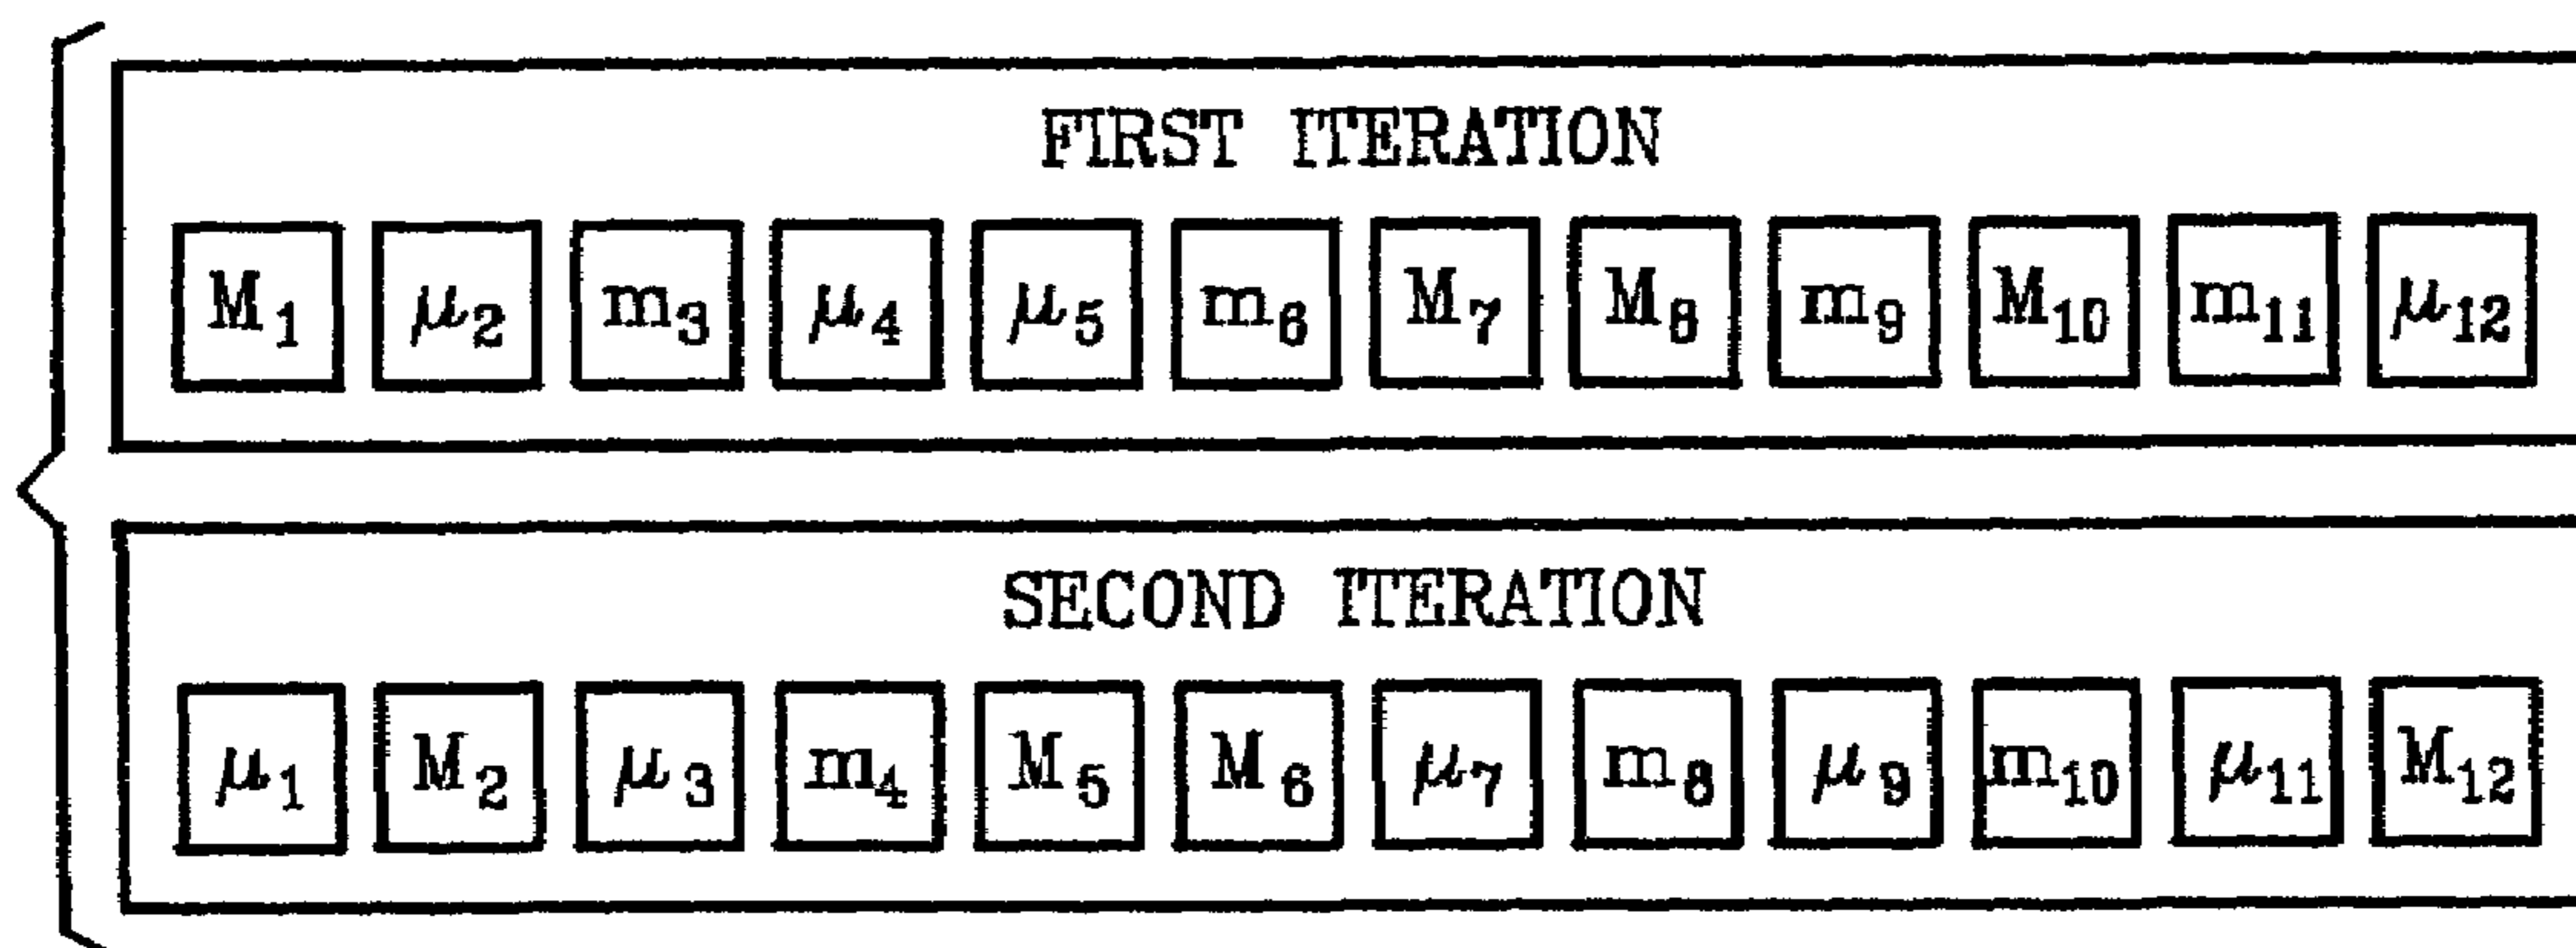 FIRST ITERATION
M₁ μ₂ m₃ μ₄ μ₅ m₆ M₇ M₈ m₉ M₁₀ m₁₁ μ₁₂
SECOND ITERATION
μ₁ M₂ μ₃ m₄ M₅ M₆ μ₇ m₈ μ₉ m₁₀ μ₁₁ M₁₂